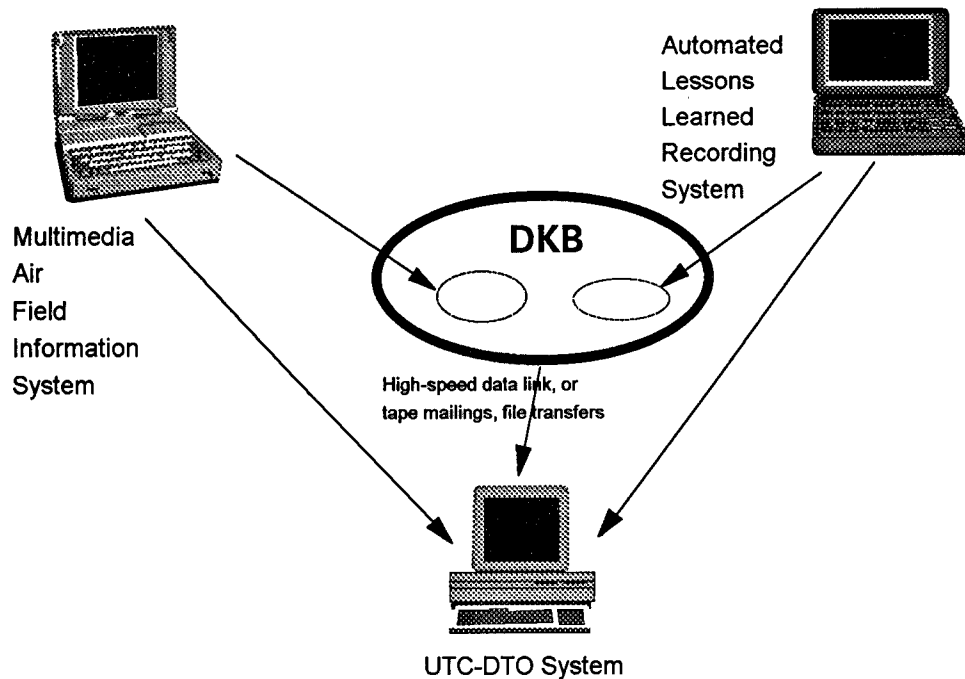 Automated
Lessons
Learned
Recording
System
Multimedia
Air
Field
Information
System
DKB
High-speed data link, or
tape mailings, file transfers
UTC-DTO System